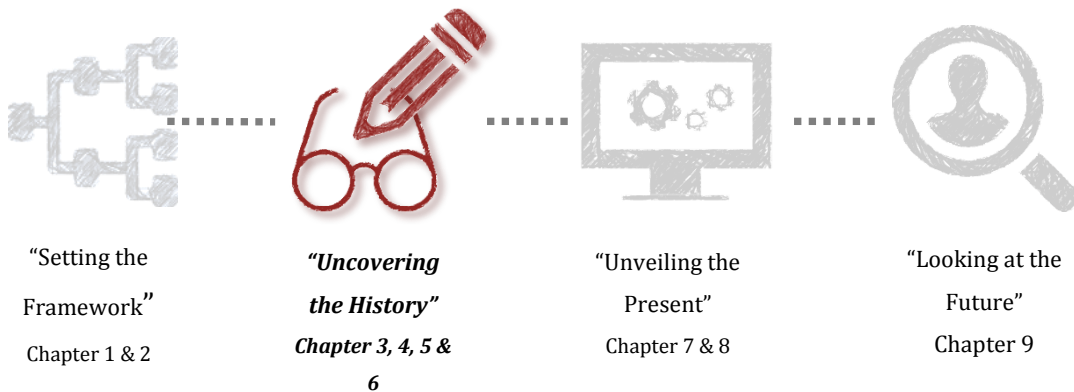 “Setting the
Framework”
Chapter 1 & 2
“Uncovering
the History”
Chapter 3, 4, 5 &
6
“Unveiling the
Present”
Chapter 7 & 8
“Looking at the
Future”
Chapter 9